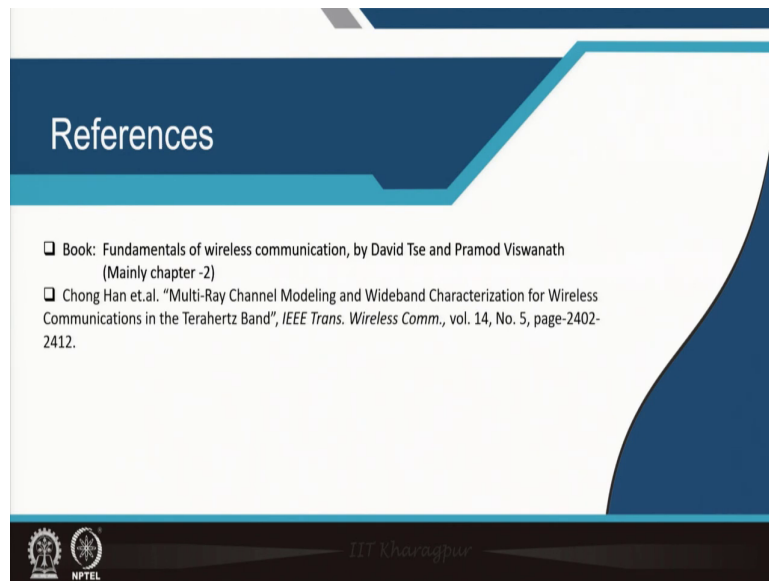 References
❑ Book: Fundamentals of wireless communication, by David Tse and Pramod Viswanath
(Mainly chapter -2)
❑ Chong Han et.al. “Multi-Ray Channel Modeling and Wideband Characterization for Wireless
Communications in the Terahertz Band”, IEEE Trans. Wireless Comm., vol. 14, No. 5, page-2402-
2412.
IIT Kharagpur
NPTEL